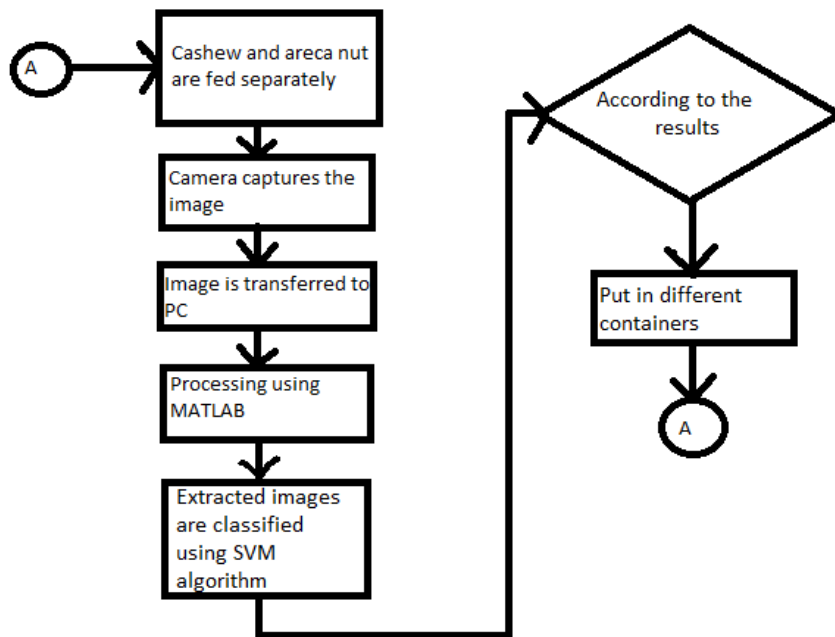 A
Cashew and areca nut
are fed separately
Camera captures the
image
Image is transferred to
PC
Processing using
MATLAB
Extracted images
are classified
using SVM
algorithm
According to the
results
Put in different
containers
A